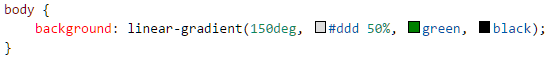 body {
    background: linear-gradient(150deg, #ddd 50%, green, black);
}